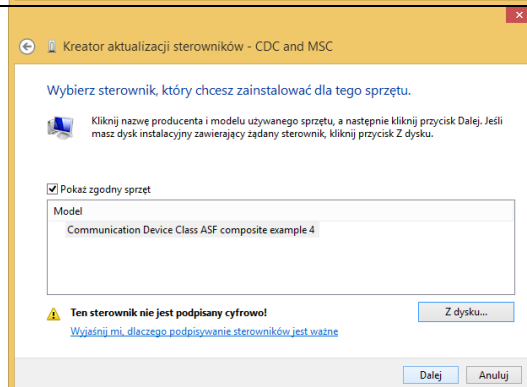 Kreator aktualizacji sterowników - CDC and MSC
Wybierz sterownik, który chcesz zainstalować dla tego sprzętu.
Kliknij nazwę producenta i modelu używanego sprzętu, a następnie kliknij przycisk Dalej. Jeśli
masz dysk instalacyjny zawierający żądany sterownik, kliknij przycisk Z dysku.
Pokaż zgodny sprzęt
Model
Communication Device Class ASF composite example 4
Ten sterownik nie jest podpisany cyfrowo!
Z dysku...
Wyjaśnij mi, dlaczego podpisywanie sterowników jest ważne
Dalej
Anuluj